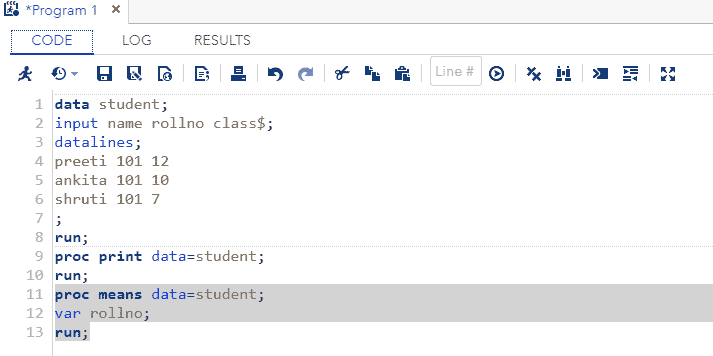 *Program 1 ×
CODE LOG RESULTS
Line #
1 data student;
2 input name rollno class$;
3 datalines;
4 preeti 101 12
5 ankita 101 10
6 shruti 101 7
7 ;
8 run;
9 proc print data=student;
10 run;
11 proc means data=student;
12 var rollno;
13 run;